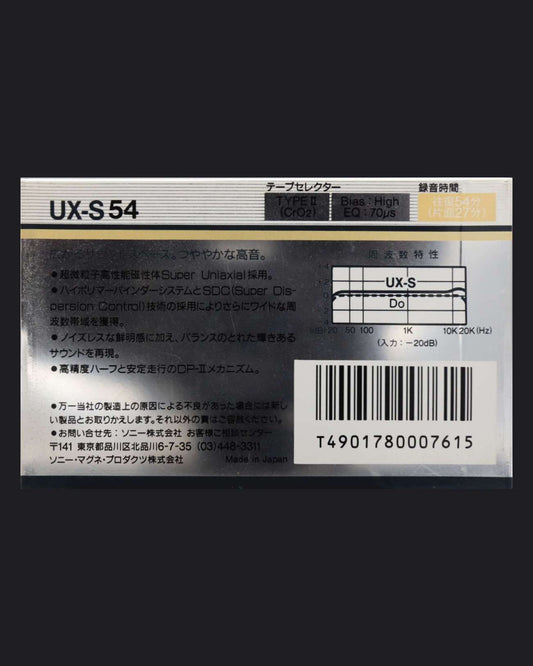 テープセレクター 録音時間
UX-S 54 TYPE II (CrO2) Bias : High EQ : 70μs 往復54分 (片面27分)
つややかな高音。
●超微粒子高性能磁性体Super Uniaxial採用。
●ハイポリマーバインダーシステムとSDC(Super Dis-
persion Control)技術の採用によりさらにワイドな周
波数帯域を獲得。
●ノイズレスな鮮明感に加え、バランスのとれた輝きある
サウンドを再現。
●高精度ハーフと安定走行のDP-IIメカニズム。
周波数特性
UX-S
Do
(dB) 20 50 100 1K 10K 20K (Hz)
(入力：−20dB)
●万一当社の製造上の原因による不良があった場合には新し
い製品とお取りかえします。それ以外の責はご容赦ください。
●お問い合せ先：ソニー株式会社 お客様ご相談センター
〒141 東京都品川区北品川6-7-35 (03)448-3311
ソニー・マグネ・プロダクツ株式会社 Made in Japan
T4901780007615